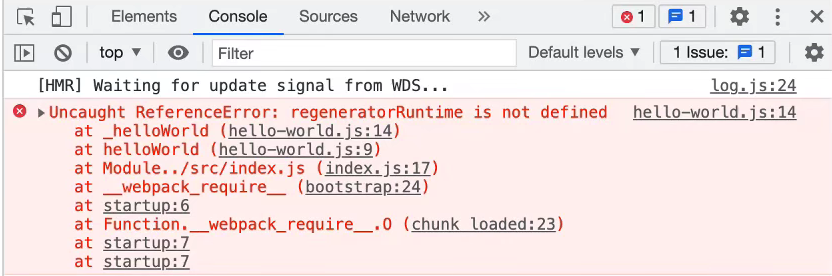 Elements Console Sources Network » 1 1
top ▼ Filter Default levels ▼ 1 Issue: 1
[HMR] Waiting for update signal from WDS... log.js:24
Uncaught ReferenceError: regeneratorRuntime is not defined hello-world.js:14
at _helloWorld (hello-world.js:14)
at helloWorld (hello-world.js:9)
at Module../src/index.js (index.js:17)
at __webpack_require__ (bootstrap:24)
at startup:6
at Function.__webpack_require__.O (chunk loaded:23)
at startup:7
at startup:7